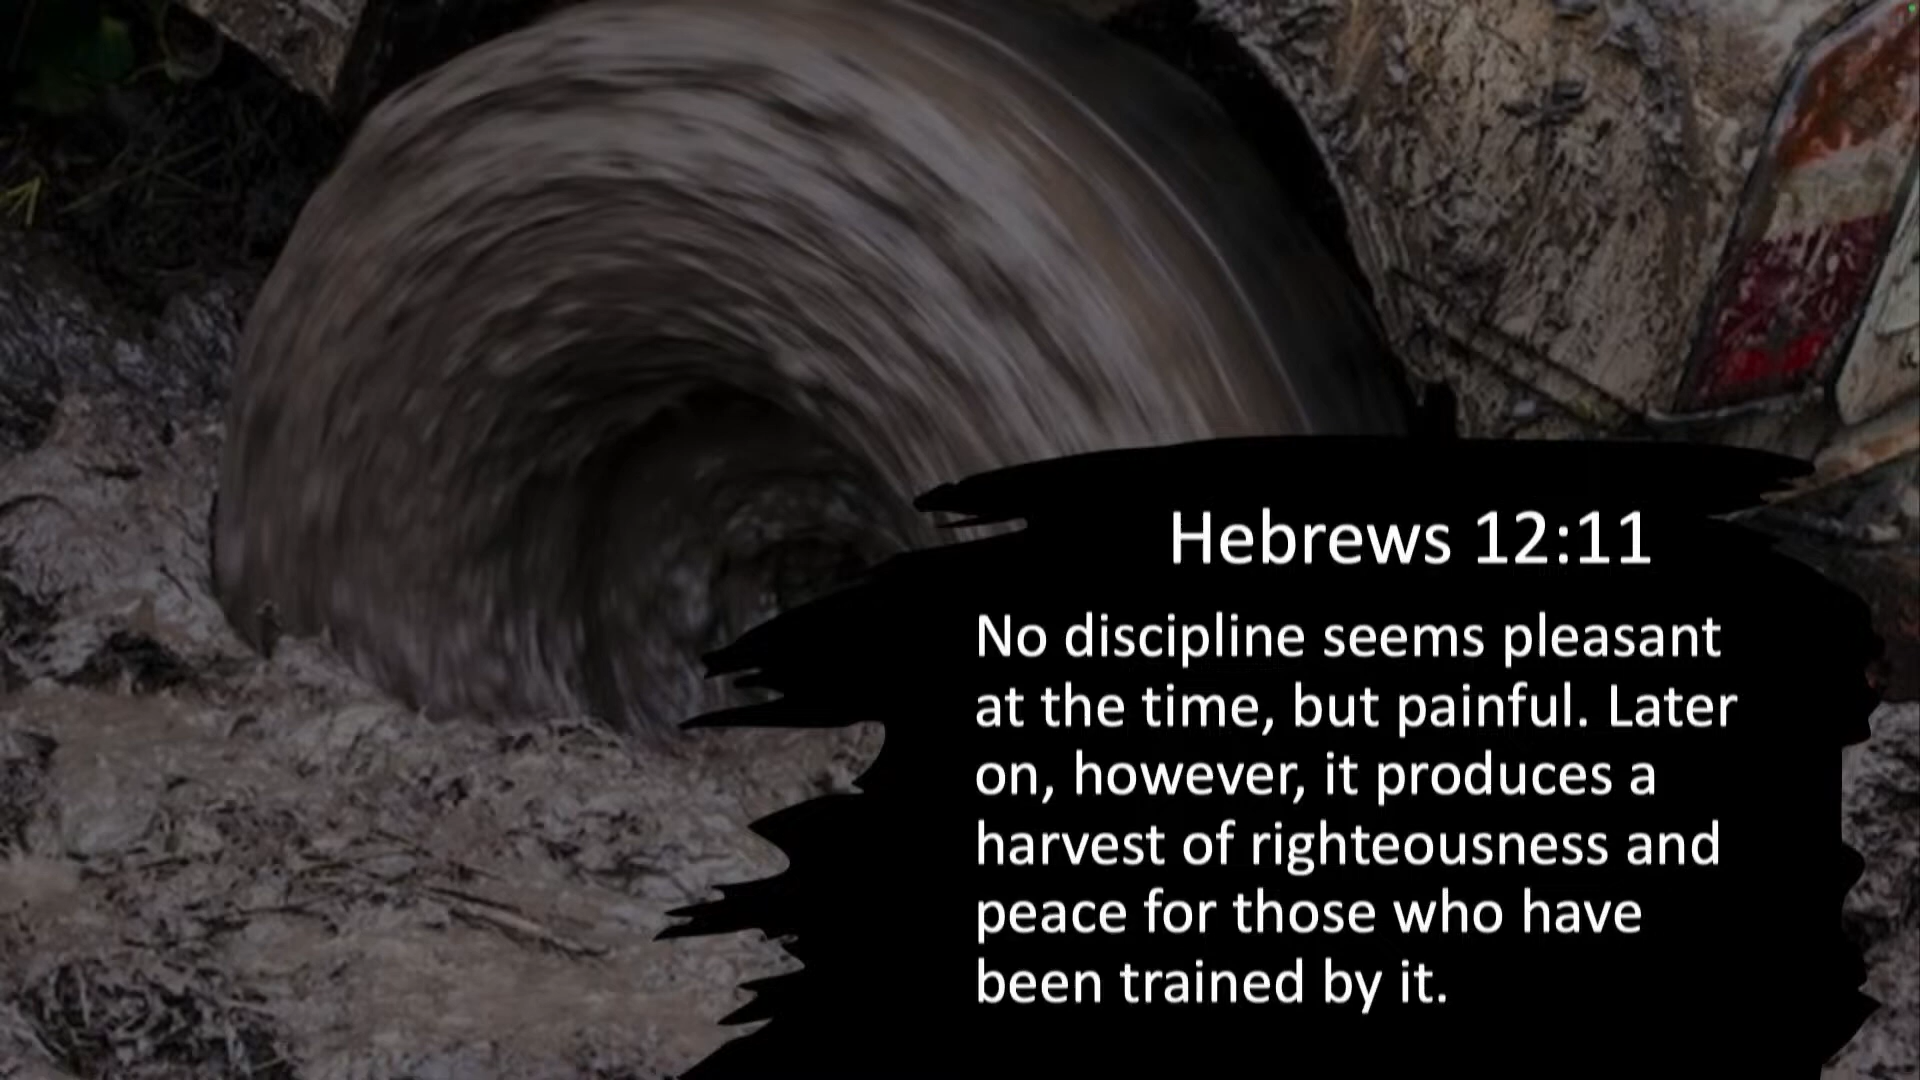 Hebrews 12:11
No discipline seems pleasant
at the time, but painful. Later
on, however, it produces a
harvest of righteousness and
peace for those who have
been trained by it.